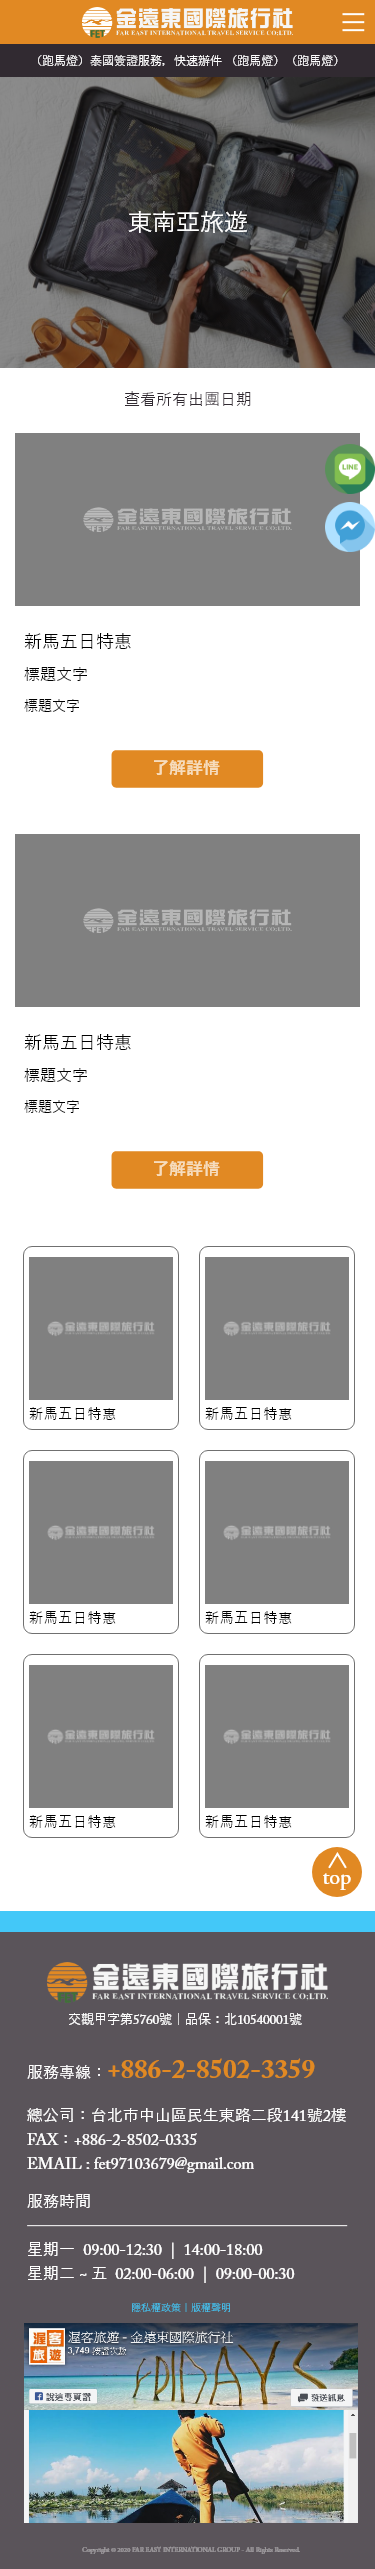 金遠東國際旅行社
FET
FAR EAST INTERNATIONAL TRAVEL SERVICE CO;LTD.
（跑馬燈）泰國簽證服務，快速辦件 （跑馬燈）（跑馬燈）
東南亞旅遊
查看所有出團日期
LINE
金遠東國際旅行社
FET
FAR EAST INTERNATIONAL TRAVEL SERVICE CO;LTD.
新馬五日特惠
標題文字
標題文字
了解詳情
金遠東國際旅行社
FET
FAR EAST INTERNATIONAL TRAVEL SERVICE CO;LTD.
新馬五日特惠
標題文字
標題文字
了解詳情
金遠東國際旅行社 金遠東國際旅行社
新馬五日特惠 新馬五日特惠
金遠東國際旅行社 金遠東國際旅行社
新馬五日特惠 新馬五日特惠
金遠東國際旅行社 金遠東國際旅行社
新馬五日特惠 新馬五日特惠
top
金遠東國際旅行社
FET
FAR EAST INTERNATIONAL TRAVEL SERVICE CO;LTD.
交觀甲字第5760號｜品保：北10540001號
服務專線：+886-2-8502-3359
總公司：台北巿中山區民生東路二段141號2樓
FAX：+886-2-8502-0335
EMAIL : fet97103679@gmail.com
服務時間
星期一 09:00-12:30 | 14:00-18:00
星期二 ~ 五 02:00-06:00 | 09:00-00:30
隱私權政策｜版權聲明
渥客旅遊
渥客旅遊 - 金遠東國際旅行社
3,749 按讚次數
說這專頁讚
發送訊息
Copyright © 2020 FAR EAST INTERNATIONAL GROUP - All Rights Reserved.